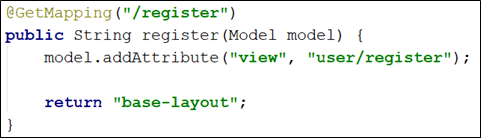 @GetMapping("/register")
public String register(Model model) {
    model.addAttribute("view", "user/register");

    return "base-layout";
}